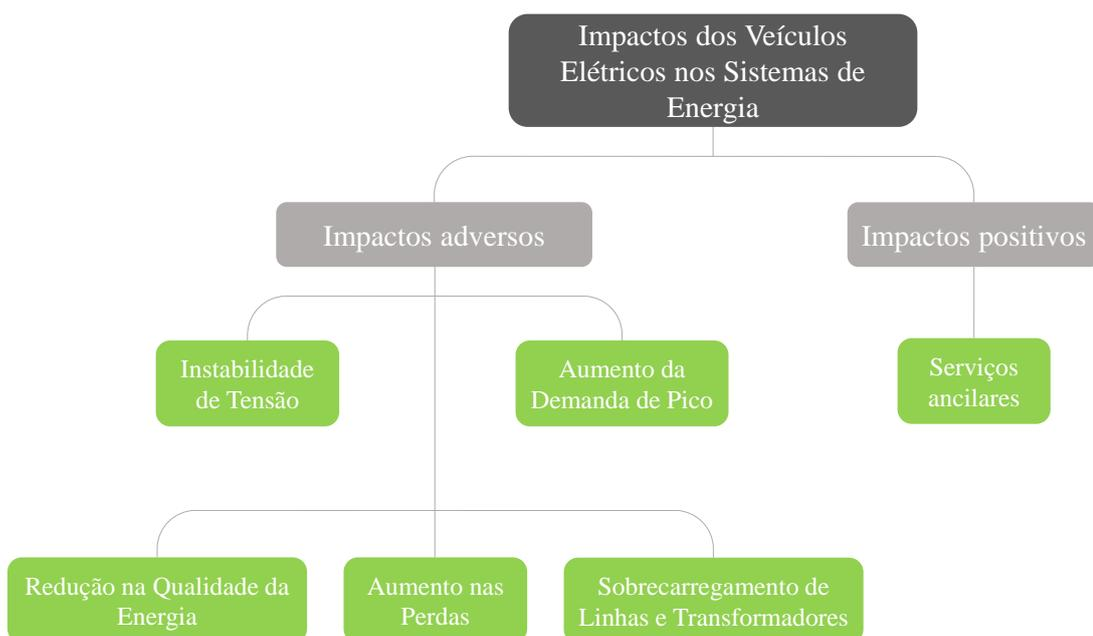 Impactos dos Veículos
Elétricos nos Sistemas de
Energia
Impactos adversos
Impactos positivos
Instabilidade
de Tensão
Aumento da
Demanda de Pico
Serviços
ancilares
Redução na Qualidade da
Energia
Aumento nas
Perdas
Sobrecarregamento de
Linhas e Transformadores